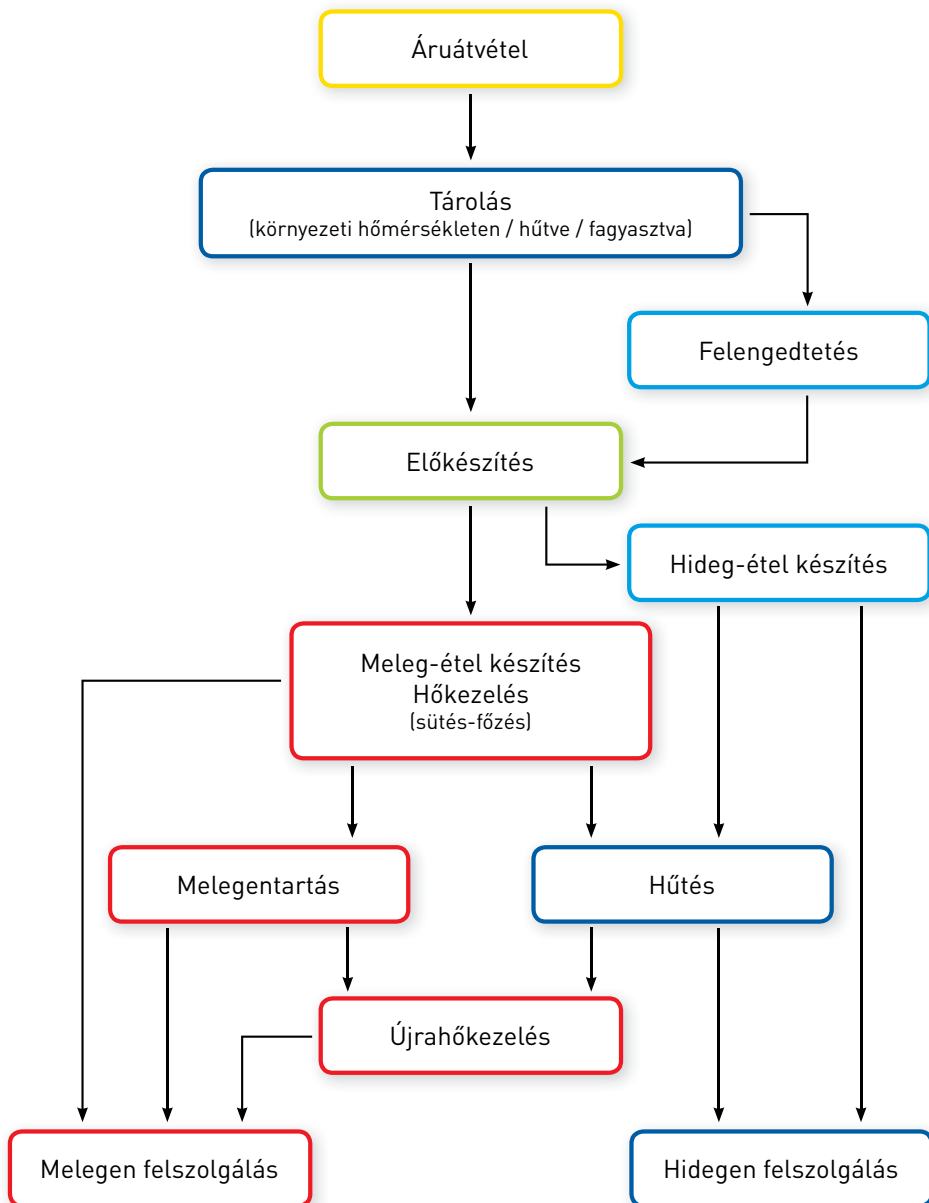 Áruátvétel
Tárolás
(környezeti hőmérsékleten / hűtve / fagyasztva)
Felengedtetés
Előkészítés
Hideg-étel készítés
Meleg-étel készítés
Hőkezelés
(sütés-főzés)
Melegentartás
Hűtés
Újrahőkezelés
Melegen felszolgálás
Hidegen felszolgálás